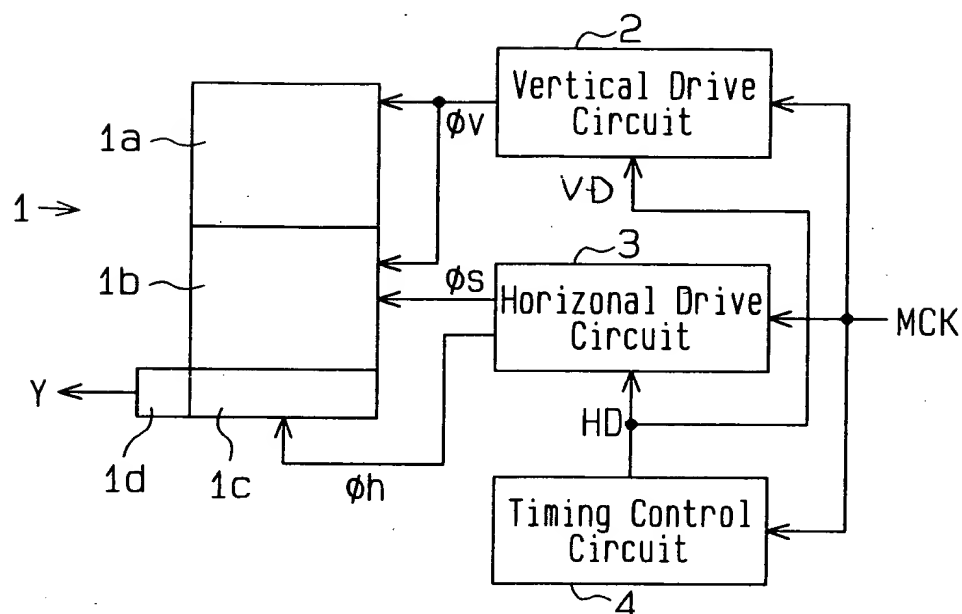 2
Vertical Drive
Circuit
φv
1a
VD
1
3
1b
φs
Horizonal Drive
Circuit
MCK
Y
HD
1d
1c
φh
Timing Control
Circuit
4